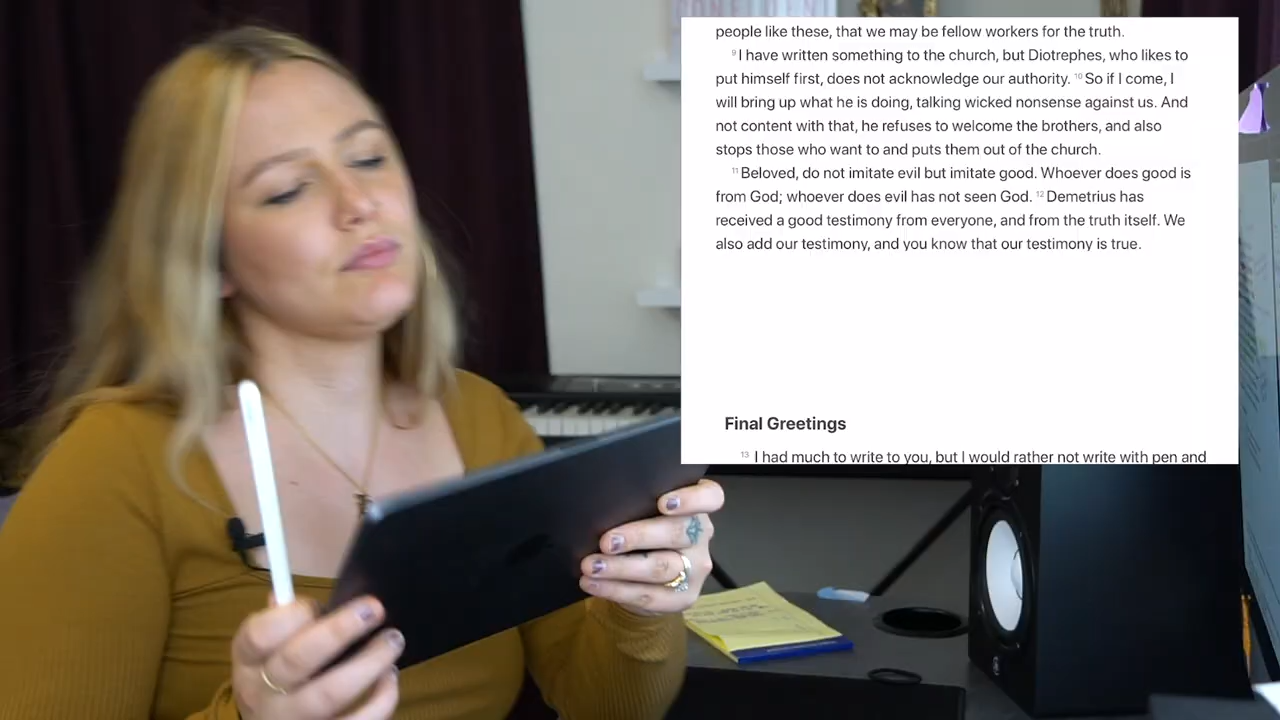 people like these, that we may be fellow workers for the truth.
9 I have written something to the church, but Diotrephes, who likes to
put himself first, does not acknowledge our authority. 10 So if I come, I
will bring up what he is doing, talking wicked nonsense against us. And
not content with that, he refuses to welcome the brothers, and also
stops those who want to and puts them out of the church.
11 Beloved, do not imitate evil but imitate good. Whoever does good is
from God; whoever does evil has not seen God. 12 Demetrius has
received a good testimony from everyone, and from the truth itself. We
also add our testimony, and you know that our testimony is true.
Final Greetings
13 I had much to write to you, but I would rather not write with pen and